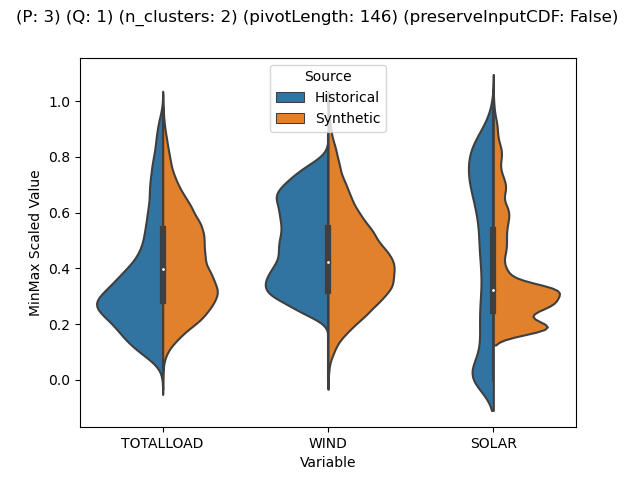 (P: 3) (Q: 1) (n_clusters: 2) (pivotLength: 146) (preserveInputCDF: False)
Source
Historical
Synthetic
MinMax Scaled Value
1.0
0.8
0.6
0.4
0.2
0.0
TOTALLOAD WIND SOLAR
Variable